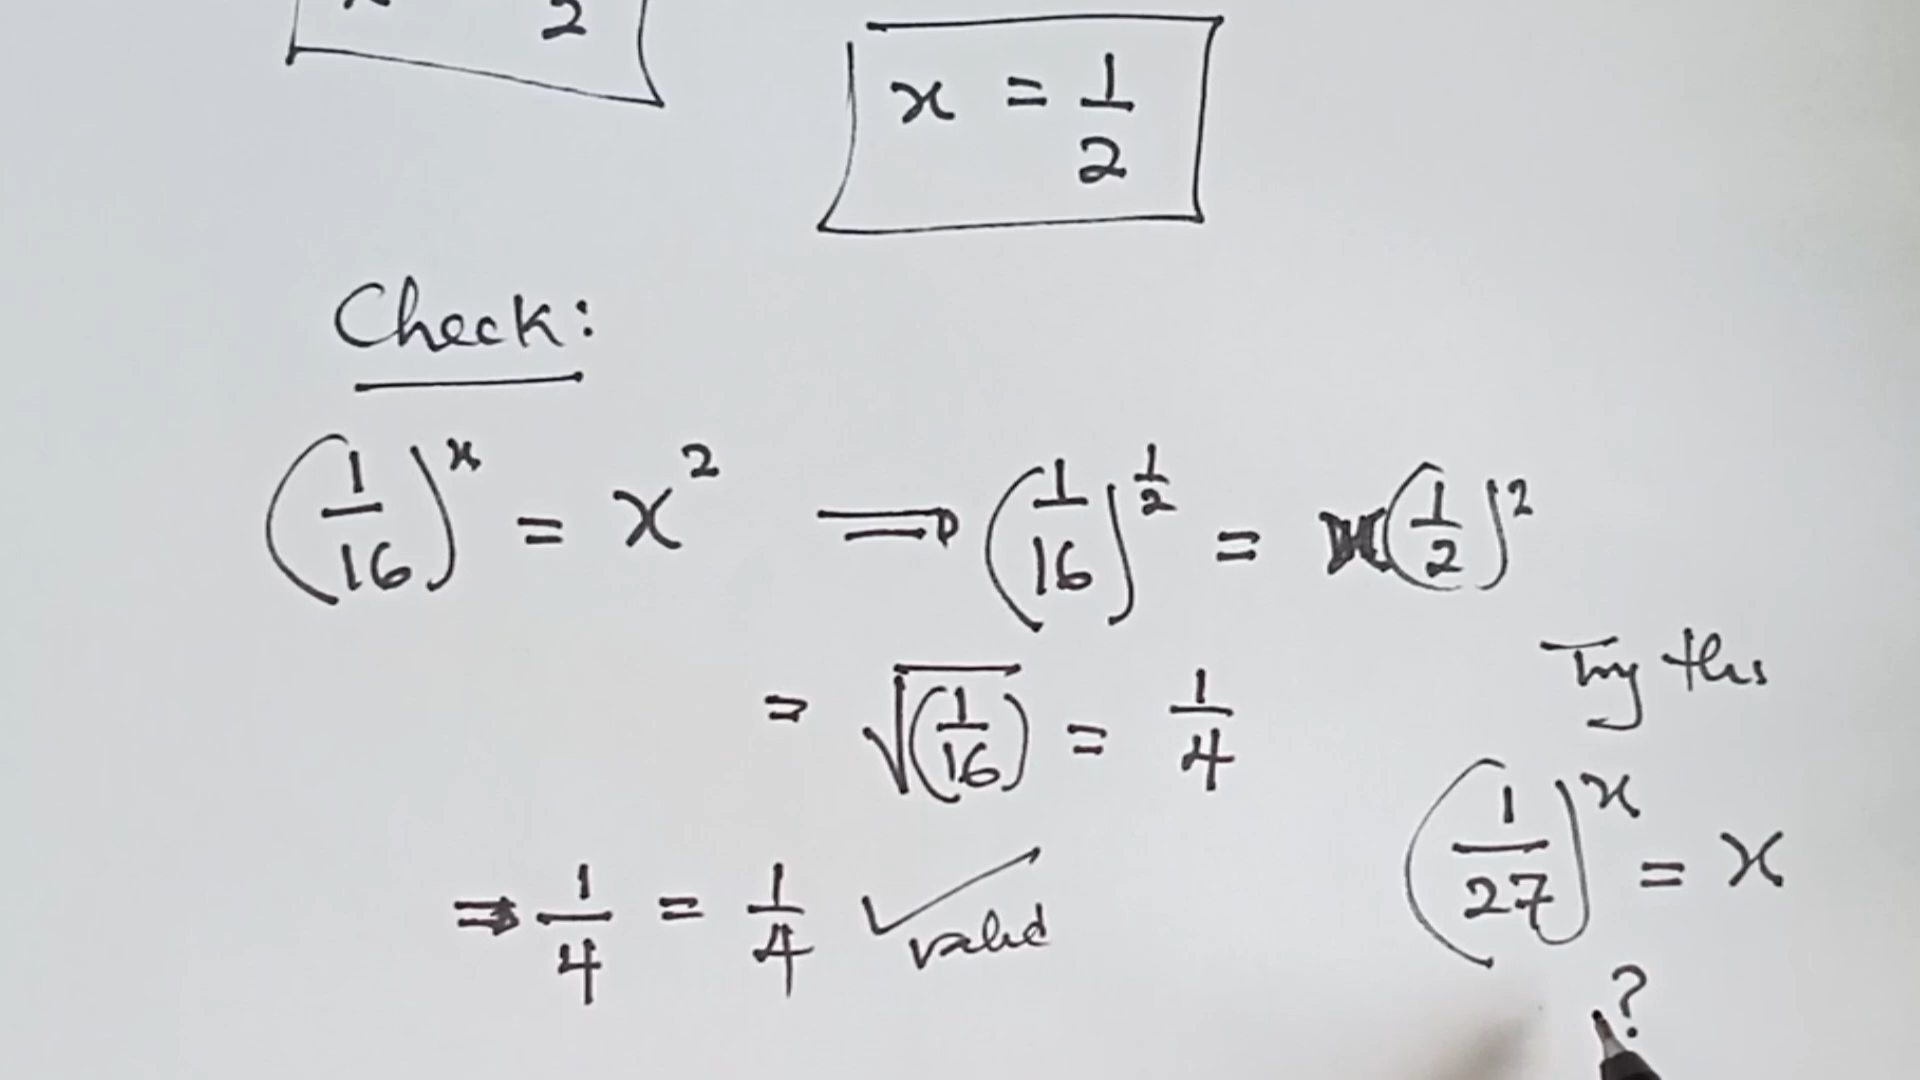 x 2
x = 1/2
Check:
(1/16)^x = x^2 ⟹ (1/16)^(1/2) = (1/2)^2
= √(1/16) = 1/4
Try this
⇒ 1/4 = 1/4 ✓ valid
(1/27)^x = x
?